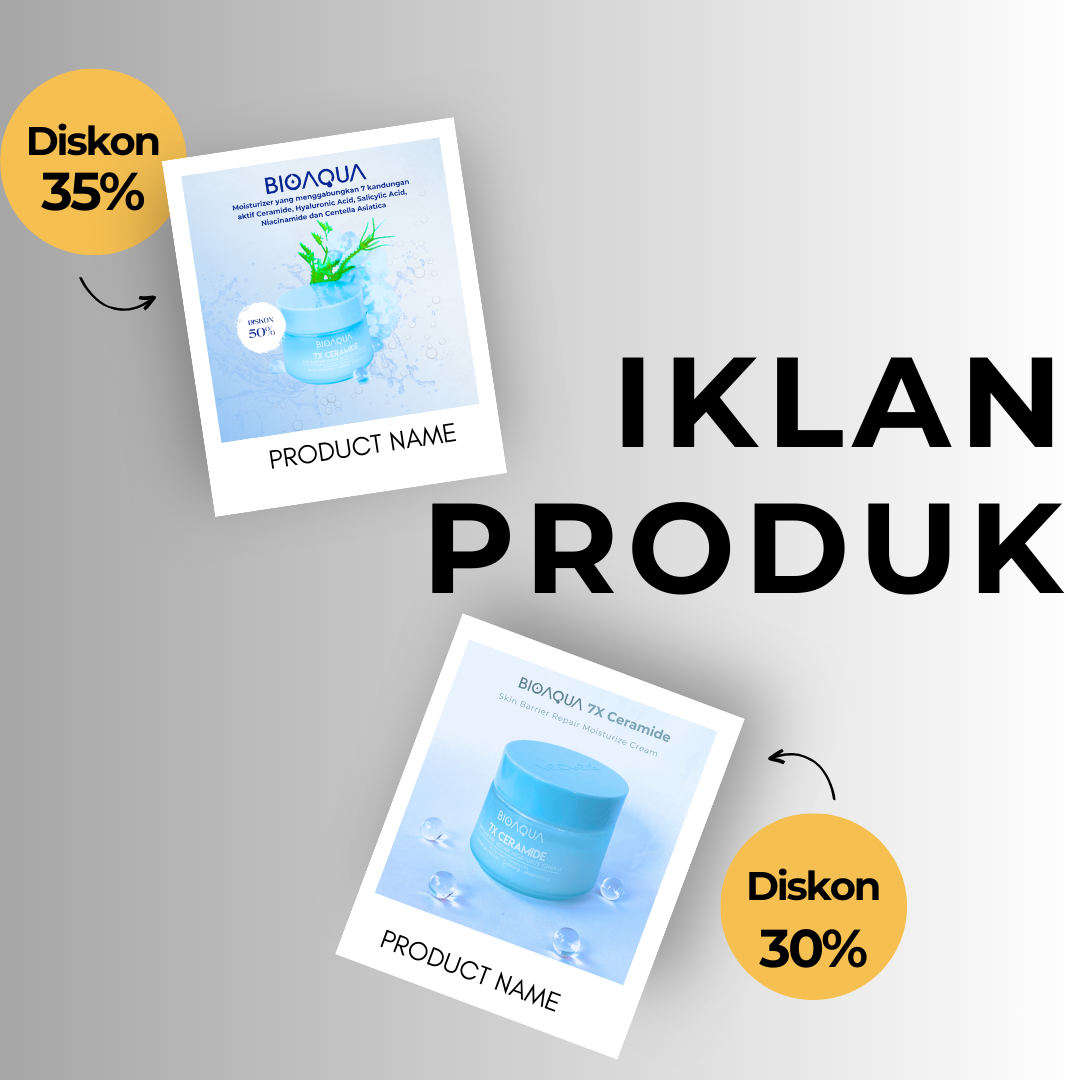 Diskon
35%
BIOAQUA
Moisturizer yang menggabungkan 7 kandungan
aktif Ceramide, Hyaluronic Acid, Salicylic Acid,
Niacinamide dan Centella Asiatica
DISKON
50%
BIOAQUA
7X CERAMIDE
PRODUCT NAME
IKLAN
PRODUK
BIOAQUA 7X Ceramide
Skin Barrier Repair Moisturize Cream
BIOAQUA
7X CERAMIDE
PRODUCT NAME
Diskon
30%